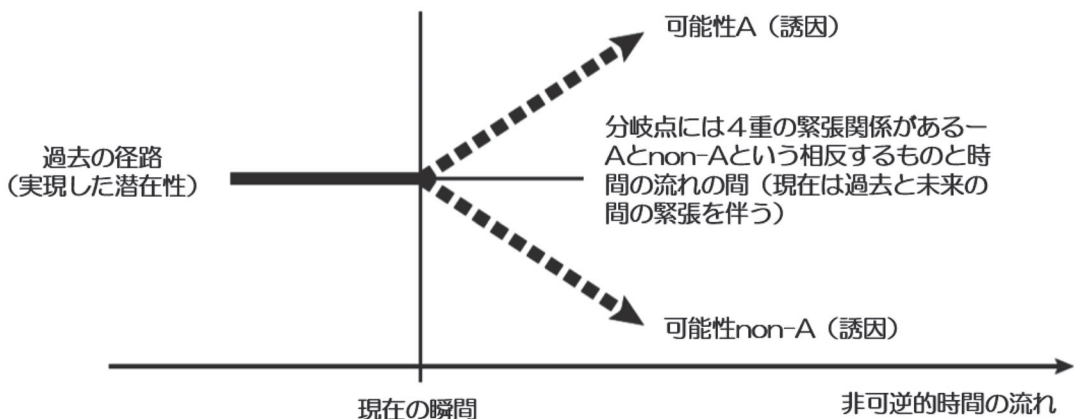 可能性A（誘因）
分岐点には４重の緊張関係があるー
Aとnon-Aという相反するものと時
間の流れの間（現在は過去と未来の
間の緊張を伴う）
過去の径路
（実現した潜在性）
可能性non-A（誘因）
現在の瞬間
非可逆的時間の流れ